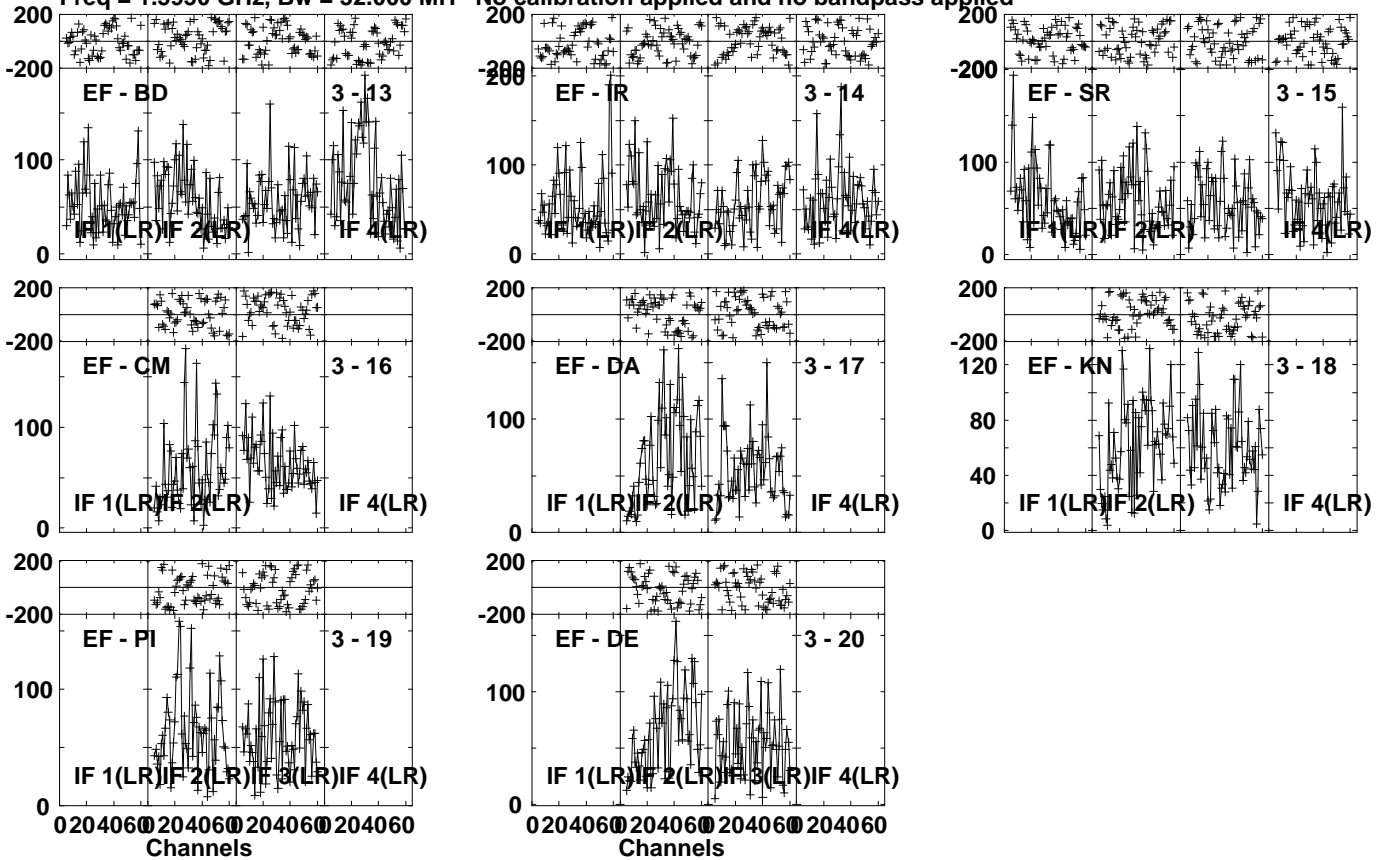 No calibration applied and no bandpass applied
200 200 200
-200 -200 -200
200
EF - BD 3 - 13 EF - IR 3 - 14 EF - SR 3 - 15
100 100 100
IF 1(LR) IF 2(LR) IF 4(LR) IF 1(LR) IF 2(LR) IF 4(LR) IF 1(LR) IF 2(LR) IF 4(LR)
0 0 0
200 200 200
-200 -200 -200
EF - CM 3 - 16 EF - DA 3 - 17 EF - KN 3 - 18
120
100 100 80
40
IF 1(LR) IF 2(LR) IF 4(LR) IF 1(LR) IF 2(LR) IF 4(LR) IF 1(LR) IF 2(LR) IF 4(LR)
0 0 0
200 200
-200 -200
EF - PI 3 - 19 EF - DE 3 - 20
100 100
IF 1(LR) IF 2(LR) IF 3(LR) IF 4(LR) IF 1(LR) IF 2(LR) IF 3(LR) IF 4(LR)
0 0
0 20 40 60 0 20 40 60 0 20 40 60 0 20 40 60 0 20 40 60 0 20 40 60 0 20 40 60 0 20 40 60
Channels Channels